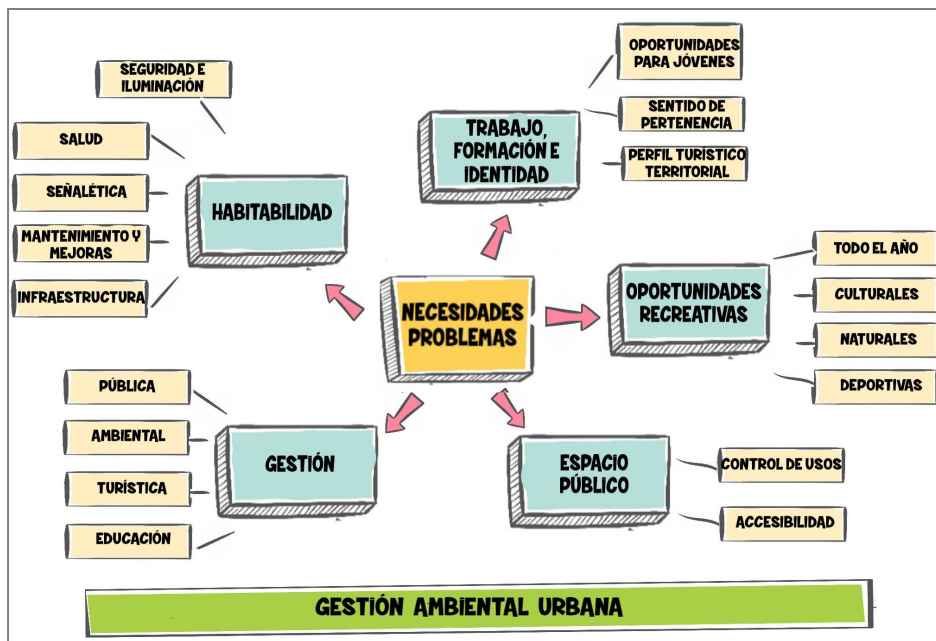 SEGURIDAD E
ILUMINACIÓN
SALUD
SEÑALÉTICA
MANTENIMIENTO Y
MEJORAS
INFRAESTRUCTURA
HABITABILIDAD
TRABAJO,
FORMACIÓN E
IDENTIDAD
OPORTUNIDADES
PARA JÓVENES
SENTIDO DE
PERTENENCIA
PERFIL TURÍSTICO
TERRITORIAL
NECESIDADES
PROBLEMAS
OPORTUNIDADES
RECREATIVAS
TODO EL AÑO
CULTURALES
NATURALES
DEPORTIVAS
PÚBLICA
AMBIENTAL
TURÍSTICA
EDUCACIÓN
GESTIÓN
ESPACIO
PÚBLICO
CONTROL DE USOS
ACCESIBILIDAD
GESTIÓN AMBIENTAL URBANA